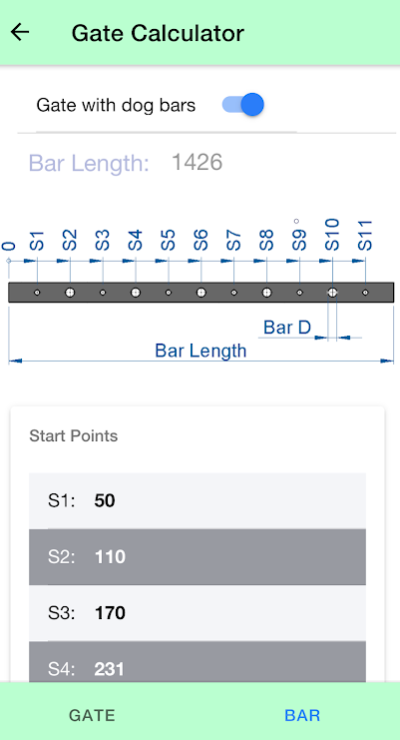 Gate Calculator
Gate with dog bars
Bar Length: 1426
0 S1 S2 S3 S4 S5 S6 S7 S8 S9° S10 S11
Bar D
Bar Length
Start Points
S1: 50
S2: 110
S3: 170
S4: 231
GATE BAR